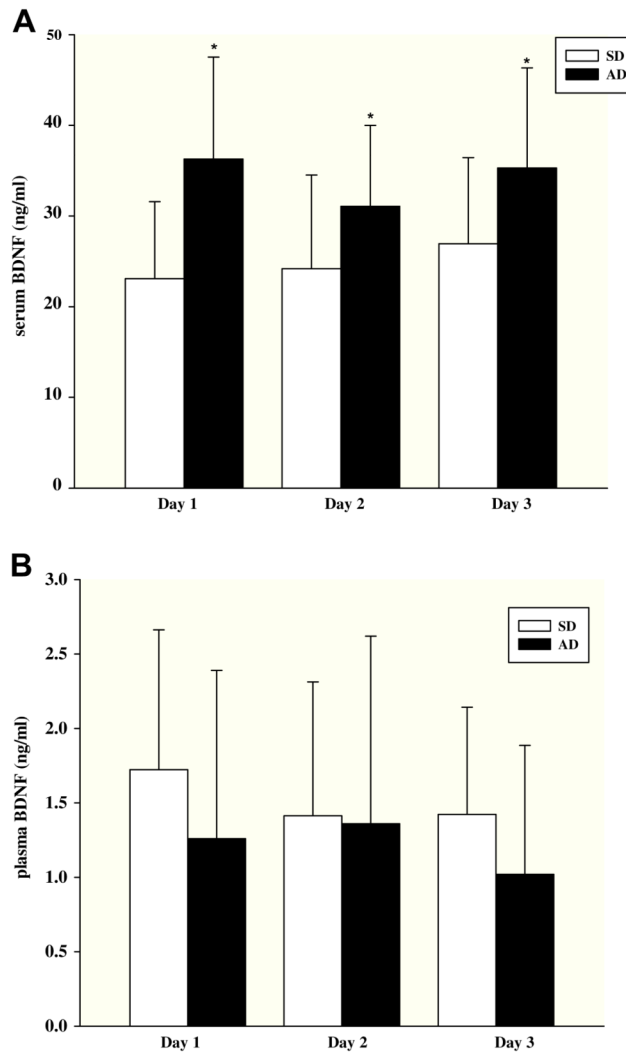 A
50
40
30
20
10
0
serum BDNF (ng/ml)
*
*
*
SD
AD
Day 1
Day 2
Day 3
B
3.0
2.5
2.0
1.5
1.0
0.5
0.0
plasma BDNF (ng/ml)
SD
AD
Day 1
Day 2
Day 3